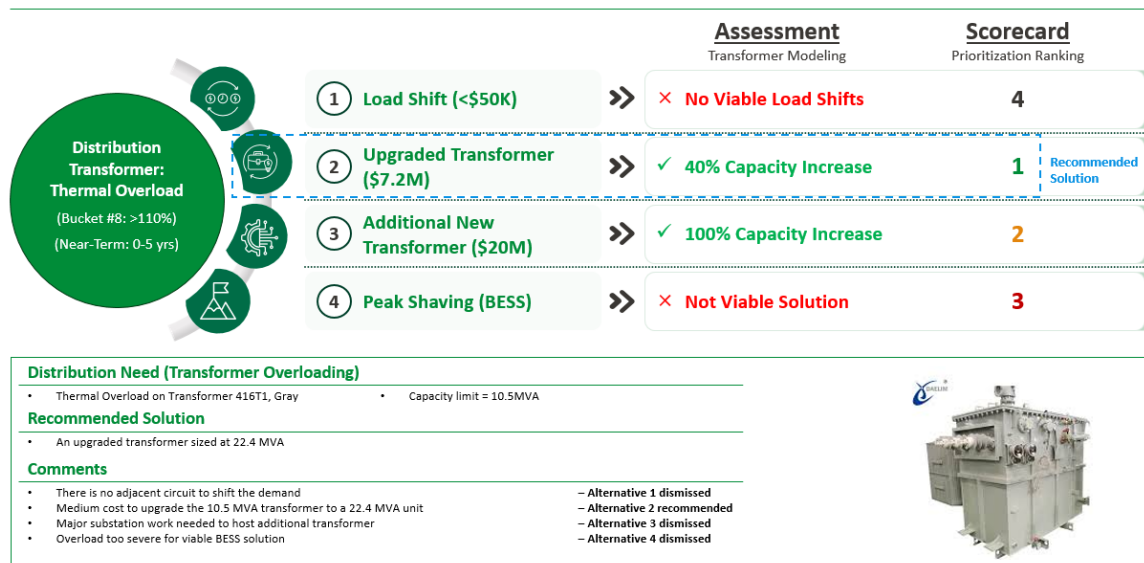 Assessment
Transformer Modeling
Scorecard
Prioritization Ranking
Distribution
Transformer:
Thermal Overload
(Bucket #8: >110%)
(Near-Term: 0-5 yrs)
1 Load Shift (<$50K)
✕ No Viable Load Shifts
4
2 Upgraded Transformer
($7.2M)
✓ 40% Capacity Increase
1
Recommended
Solution
3 Additional New
Transformer ($20M)
✓ 100% Capacity Increase
2
4 Peak Shaving (BESS)
✕ Not Viable Solution
3
Distribution Need (Transformer Overloading)
• Thermal Overload on Transformer 416T1, Gray • Capacity limit = 10.5MVA
Recommended Solution
• An upgraded transformer sized at 22.4 MVA
Comments
• There is no adjacent circuit to shift the demand – Alternative 1 dismissed
• Medium cost to upgrade the 10.5 MVA transformer to a 22.4 MVA unit – Alternative 2 recommended
• Major substation work needed to host additional transformer – Alternative 3 dismissed
• Overload too severe for viable BESS solution – Alternative 4 dismissed
DAELIM